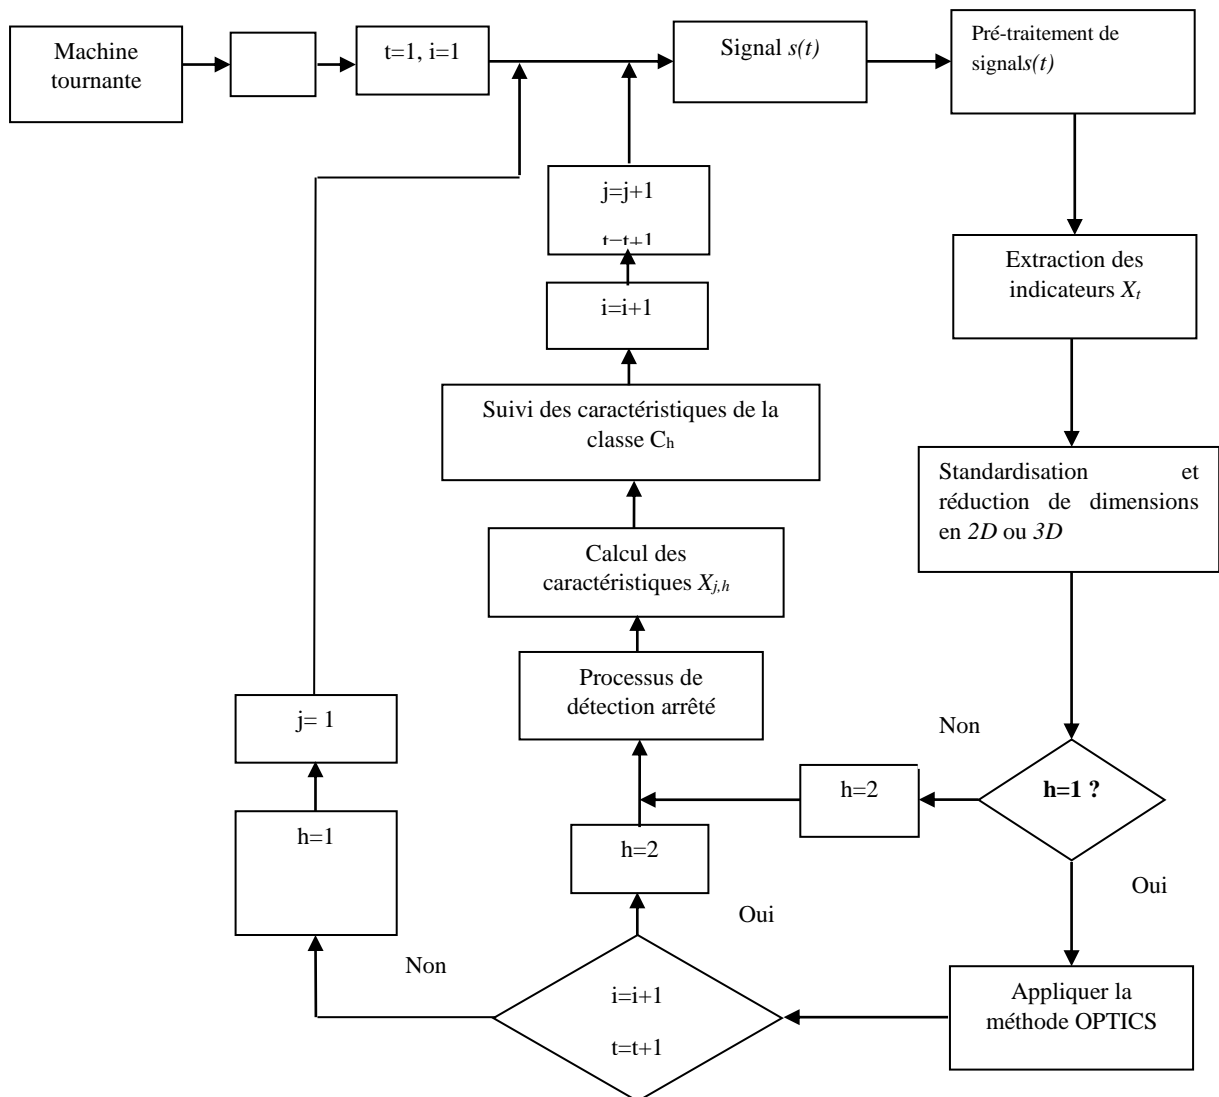 Machine
tournante
t=1, i=1
Signal s(t)
Pré-traitement de
signals(t)
j=j+1
t=t+1
Extraction des
indicateurs Xt
i=i+1
Suivi des caractéristiques de la
classe Ch
Standardisation et
réduction de dimensions
en 2D ou 3D
Calcul des
caractéristiques Xj,h
Processus de
détection arrêté
j= 1
Non
h=1 ?
h=2
h=1
h=2
Oui
Oui
Non
i=i+1
t=t+1
Appliquer la
méthode OPTICS